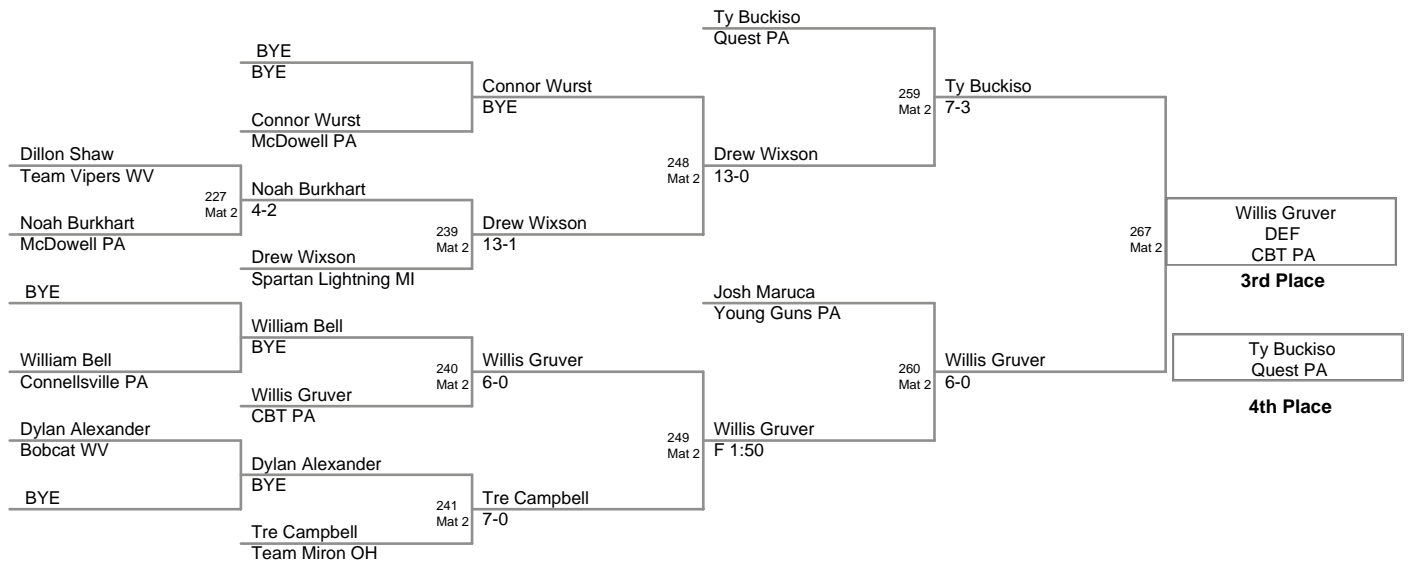 Ty Buckiso
Quest PA
BYE
BYE
Connor Wurst
BYE
259
Mat 2
Ty Buckiso
7-3
Connor Wurst
McDowell PA
Dillon Shaw
Team Vipers WV
248
Mat 2
Drew Wixson
13-0
227
Mat 2
Noah Burkhart
4-2
Noah Burkhart
McDowell PA
239
Mat 2
Drew Wixson
13-1
267
Mat 2
Willis Gruver
DEF
CBT PA
3rd Place
Drew Wixson
Spartan Lightning MI
BYE
Josh Maruca
Young Guns PA
William Bell
BYE
William Bell
Connellsville PA
240
Mat 2
Willis Gruver
6-0
260
Mat 2
Willis Gruver
6-0
Ty Buckiso
Quest PA
4th Place
Willis Gruver
CBT PA
Dylan Alexander
Bobcat WV
249
Mat 2
Willis Gruver
F 1:50
Dylan Alexander
BYE
BYE
241
Mat 2
Tre Campbell
7-0
Tre Campbell
Team Miron OH